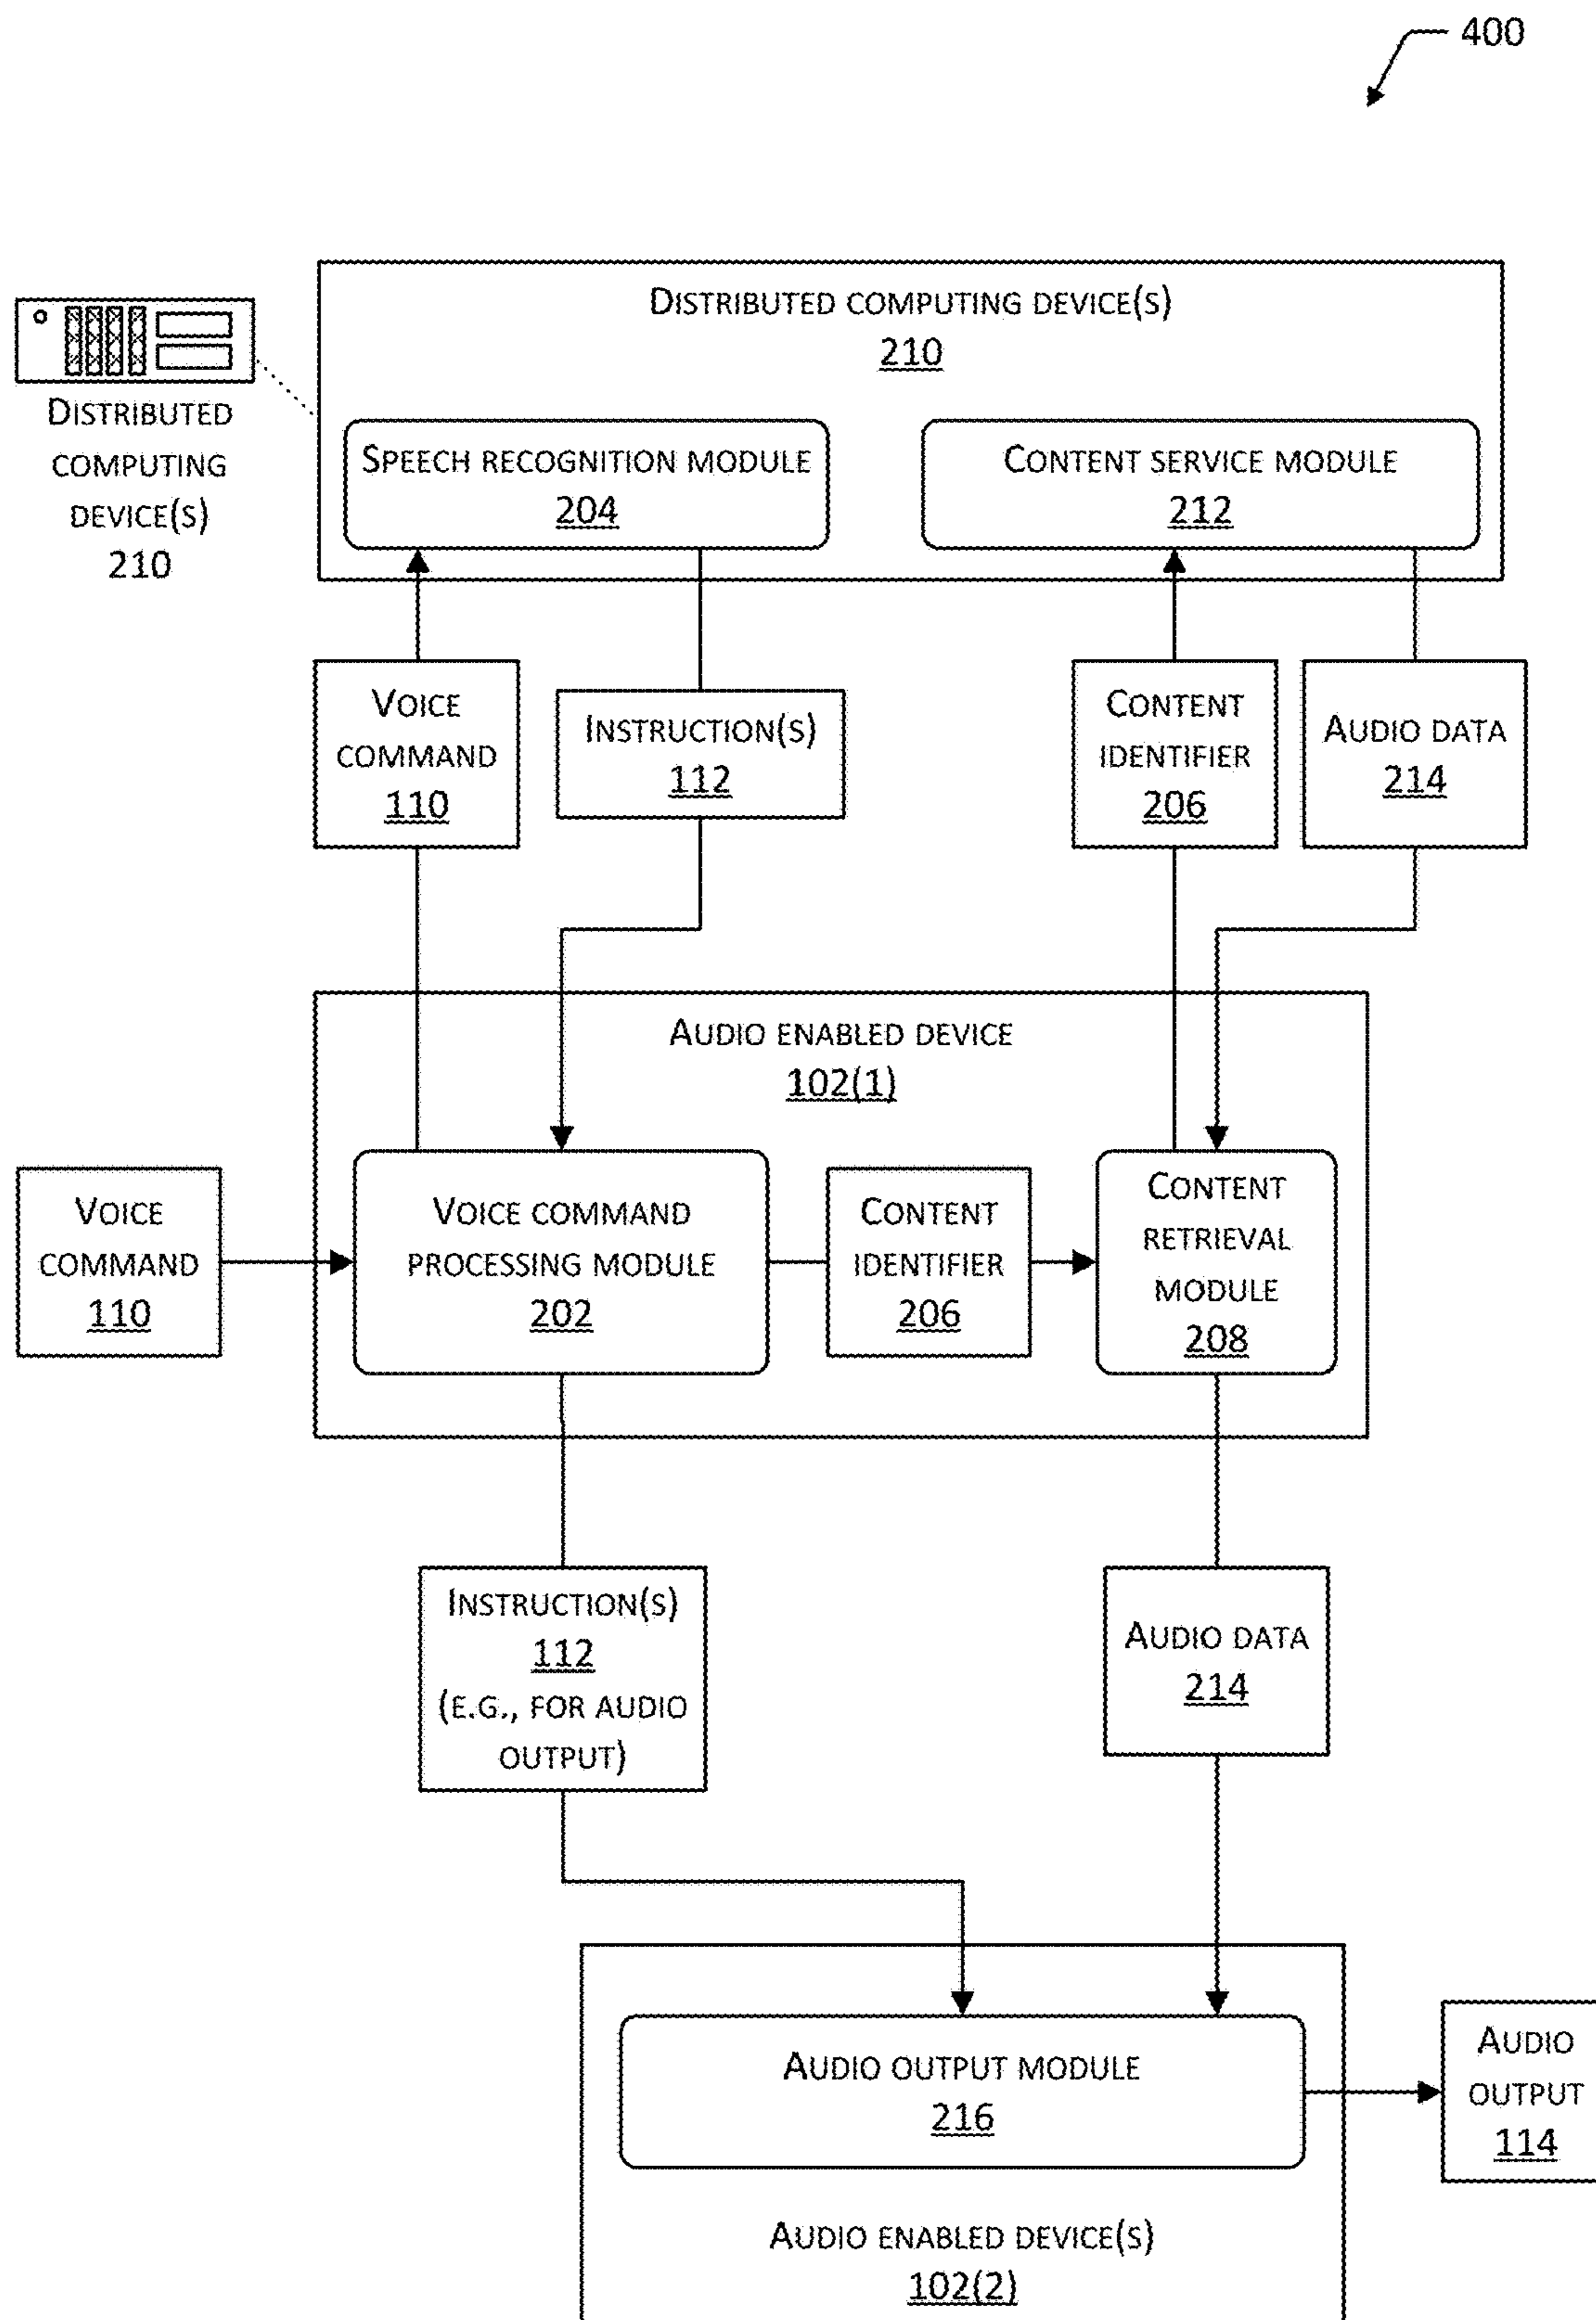 400
DISTRIBUTED COMPUTING DEVICE(S)
210
DISTRIBUTED
COMPUTING
DEVICE(S)
210
SPEECH RECOGNITION MODULE
204
CONTENT SERVICE MODULE
212
VOICE
COMMAND
110
INSTRUCTION(S)
112
CONTENT
IDENTIFIER
206
AUDIO DATA
214
AUDIO ENABLED DEVICE
102(1)
VOICE
COMMAND
110
VOICE COMMAND
PROCESSING MODULE
202
CONTENT
IDENTIFIER
206
CONTENT
RETRIEVAL
MODULE
208
INSTRUCTION(S)
112
(E.G., FOR AUDIO
OUTPUT)
AUDIO DATA
214
AUDIO OUTPUT MODULE
216
AUDIO
OUTPUT
114
AUDIO ENABLED DEVICE(S)
102(2)